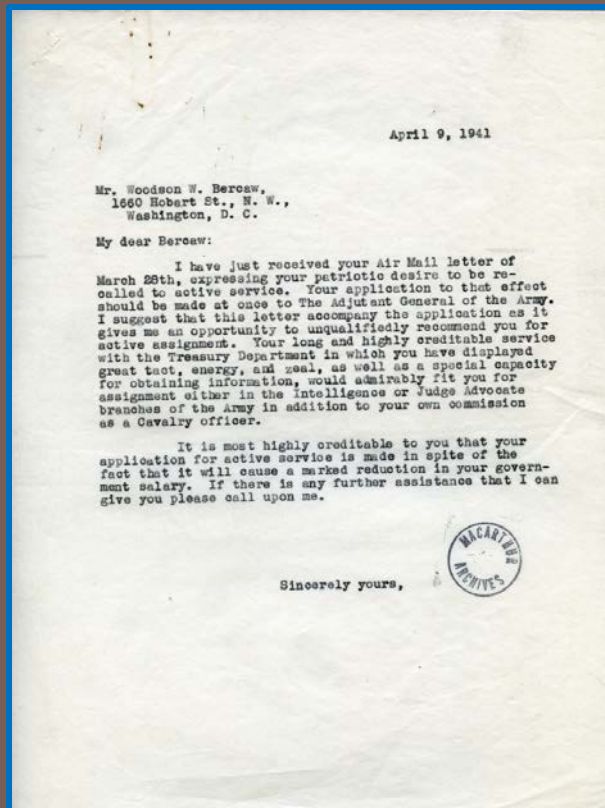 April 9, 1941
Mr. Woodson W. Bercaw,
1660 Hobart St., N. W.,
Washington, D. C.
My dear Bercaw:
I have just received your Air Mail letter of
March 28th, expressing your patriotic desire to be re-
called to active service. Your application to that effect
should be made at once to The Adjutant General of the Army.
I suggest that this letter accompany the application as it
gives me an opportunity to unqualifiedly recommend you for
active assignment. Your long and highly creditable service
with the Treasury Department in which you have displayed
great tact, energy, and zeal, as well as a special capacity
for obtaining information, would admirably fit you for
assignment either in the Intelligence or Judge Advocate
branches of the Army in addition to your own commission
as a Cavalry officer.
It is most highly creditable to you that your
application for active service is made in spite of the
fact that it will cause a marked reduction in your govern-
ment salary. If there is any further assistance that I can
give you please call upon me.
MACARTHUR
ARCHIVES
Sincerely yours,